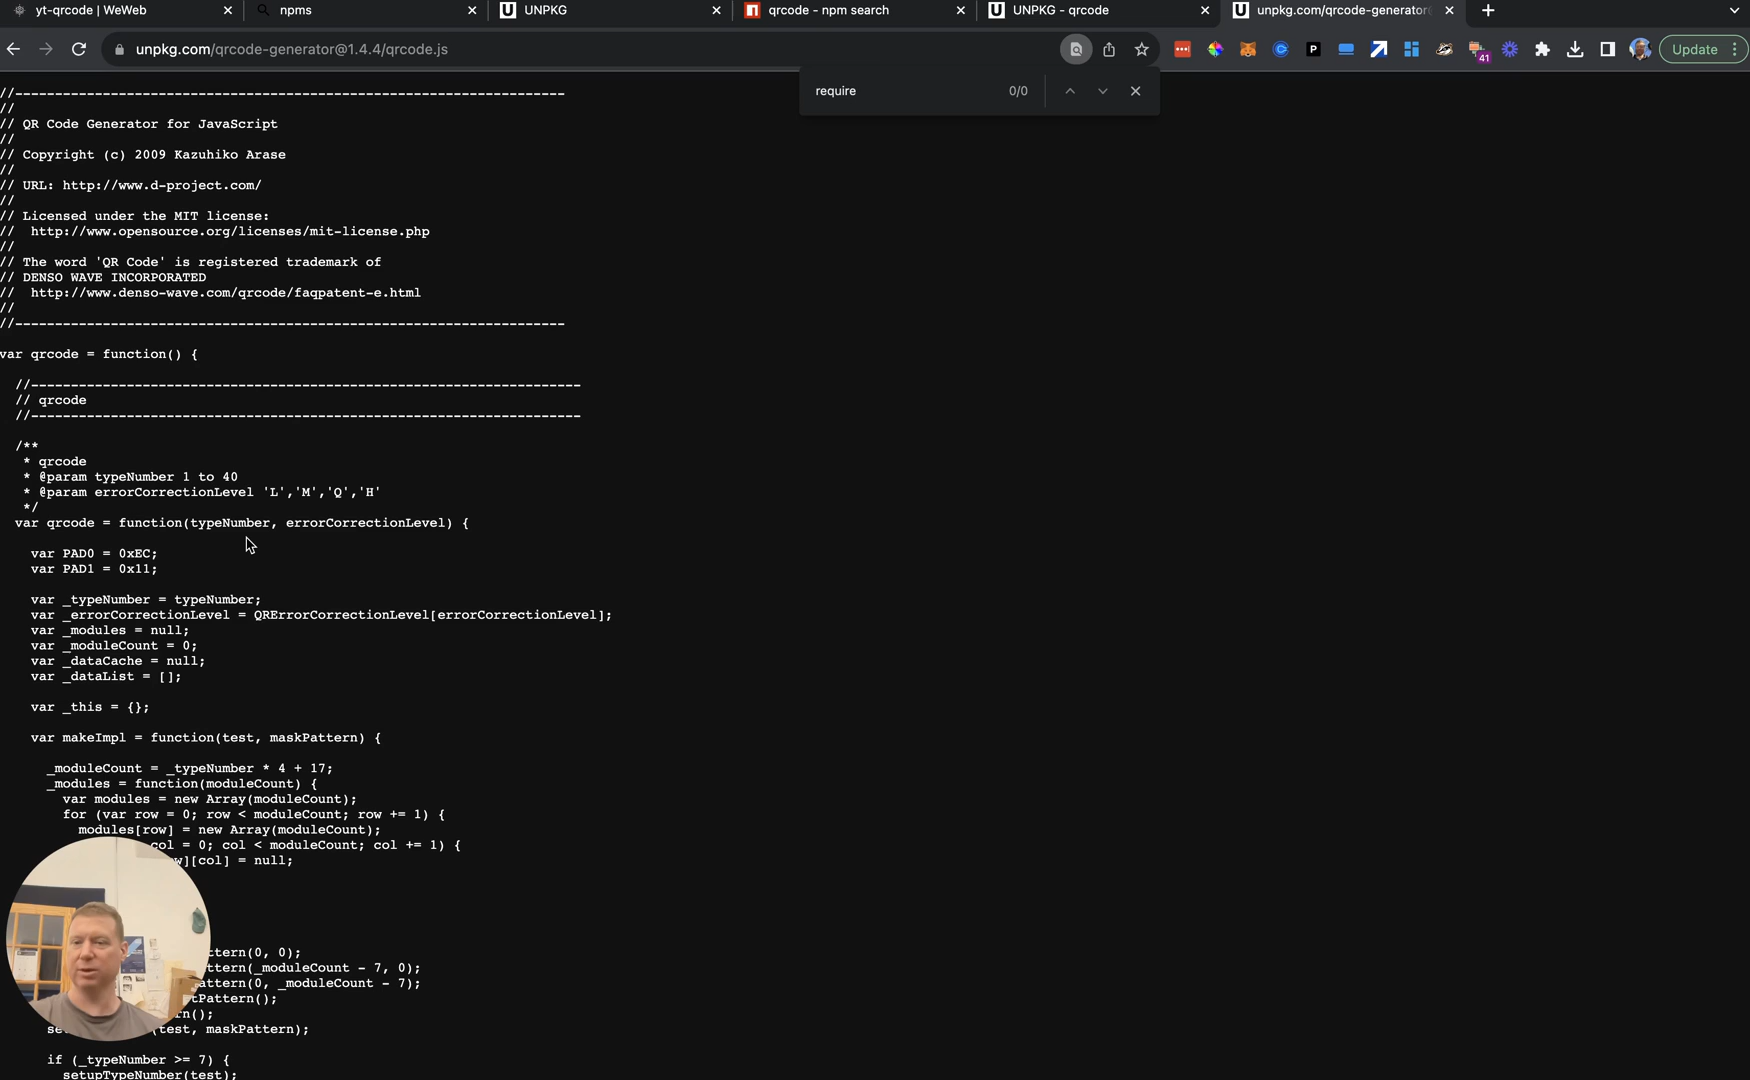 yt-qrcode | WeWeb
npms
UNPKG
qrcode - npm search
UNPKG - qrcode
unpkg.com/qrcode-generator
unpkg.com/qrcode-generator@1.4.4/qrcode.js
41
Update
require
0/0
//---------------------------------------------------------------------
//
// QR Code Generator for JavaScript
//
// Copyright (c) 2009 Kazuhiko Arase
//
// URL: http://www.d-project.com/
//
// Licensed under the MIT license:
//  http://www.opensource.org/licenses/mit-license.php
//
// The word 'QR Code' is registered trademark of
// DENSO WAVE INCORPORATED
//  http://www.denso-wave.com/qrcode/faqpatent-e.html
//
//---------------------------------------------------------------------
var qrcode = function() {
//---------------------------------------------------------------------
// qrcode
//---------------------------------------------------------------------
/**
* qrcode
* @param typeNumber 1 to 40
* @param errorCorrectionLevel 'L','M','Q','H'
*/
var qrcode = function(typeNumber, errorCorrectionLevel) {
var PAD0 = 0xEC;
var PAD1 = 0x11;
var _typeNumber = typeNumber;
var _errorCorrectionLevel = QRErrorCorrectionLevel[errorCorrectionLevel];
var _modules = null;
var _moduleCount = 0;
var _dataCache = null;
var _dataList = [];
var _this = {};
var makeImpl = function(test, maskPattern) {
_moduleCount = _typeNumber * 4 + 17;
_modules = function(moduleCount) {
var modules = new Array(moduleCount);
for (var row = 0; row < moduleCount; row += 1) {
modules[row] = new Array(moduleCount);
col = 0; col < moduleCount; col += 1) {
w][col] = null;
ttern(0, 0);
ttern(_moduleCount - 7, 0);
attern(0, _moduleCount - 7);
tPattern();
rn();
(test, maskPattern);
if (_typeNumber >= 7) {
setupTypeNumber(test);